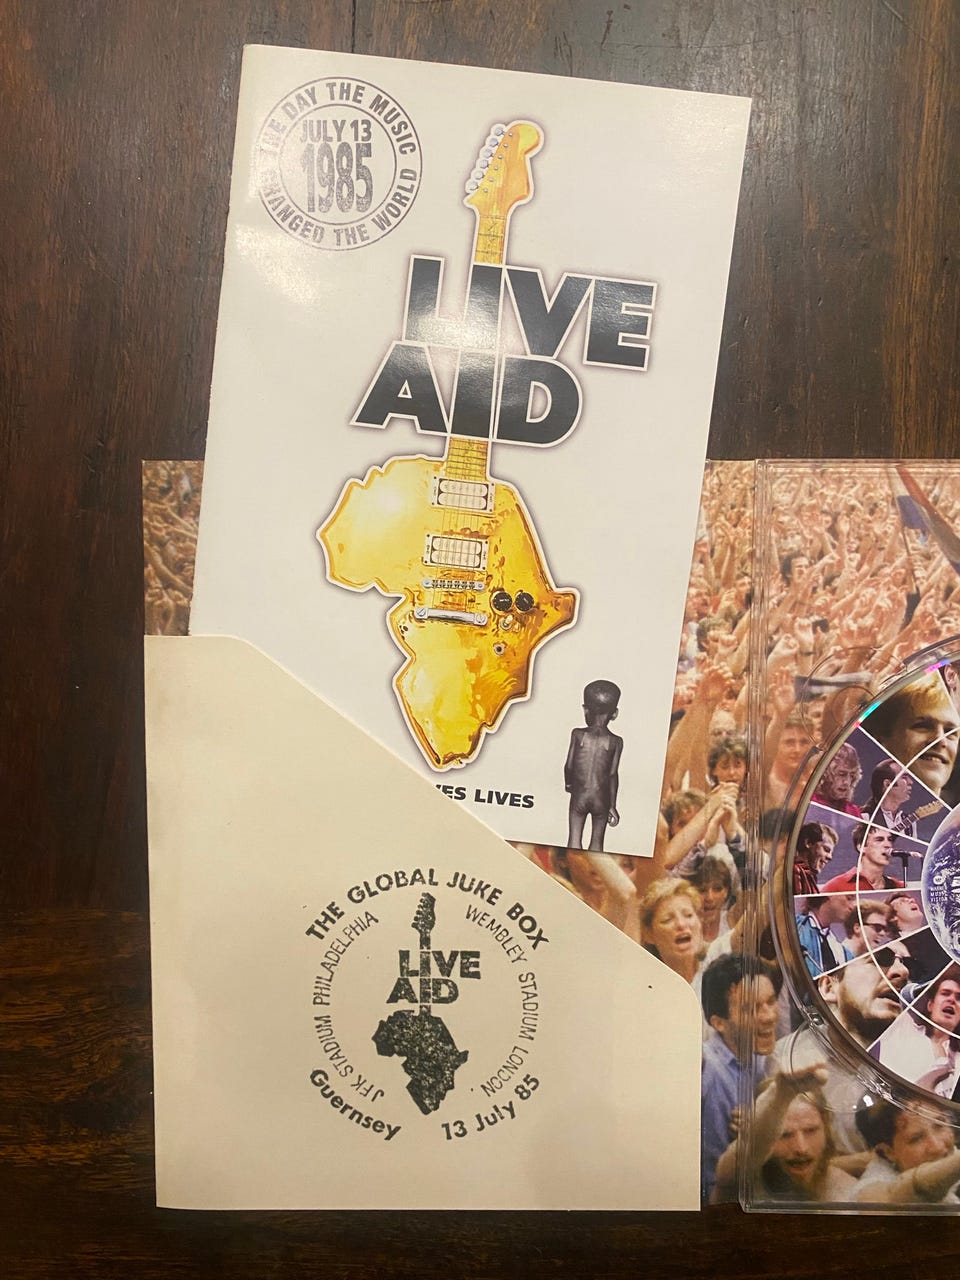 THE DAY THE MUSIC
JULY 13
1985
CHANGED THE WORLD
LIVE
AID
LIVES
THE GLOBAL JUKE BOX
JFK STADIUM PHILADELPHIA
WEMBLEY STADIUM LONDON
LIVE
AID
Guernsey 13 July 85